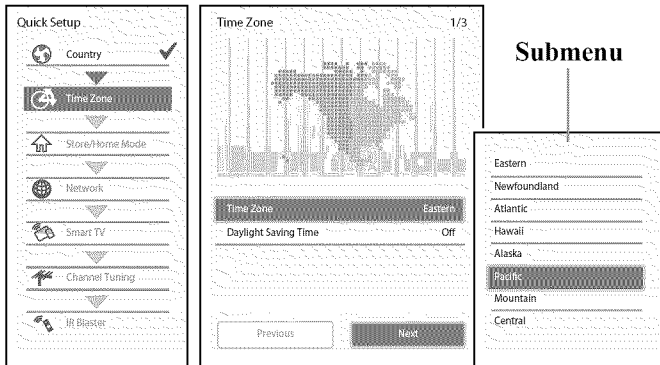 Quick Setup
Country
Time Zone
Store/Home Mode
Network
Smart TV
Channel Tuning
IR Blaster
Time Zone 1/3
Time Zone Eastern
Daylight Saving Time Off
Previous Next
Submenu
Eastern
Newfoundland
Atlantic
Hawaii
Alaska
Pacific
Mountain
Central